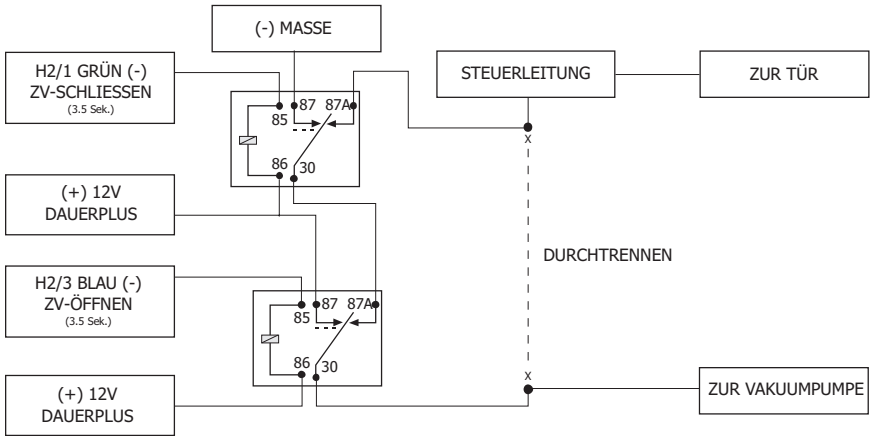 (-) MASSE
H2/1 GRÜN (-)
ZV-SCHLIESSEN
(3.5 Sek.)
STEUERLEITUNG
ZUR TÜR
87 87A
85
86 30
X
(+) 12V
DAUERPLUS
DURCHTRENNEN
H2/3 BLAU (-)
ZV-ÖFFNEN
(3.5 Sek.)
87 87A
85
86 30
X
(+) 12V
DAUERPLUS
ZUR VAKUUMPUMPE